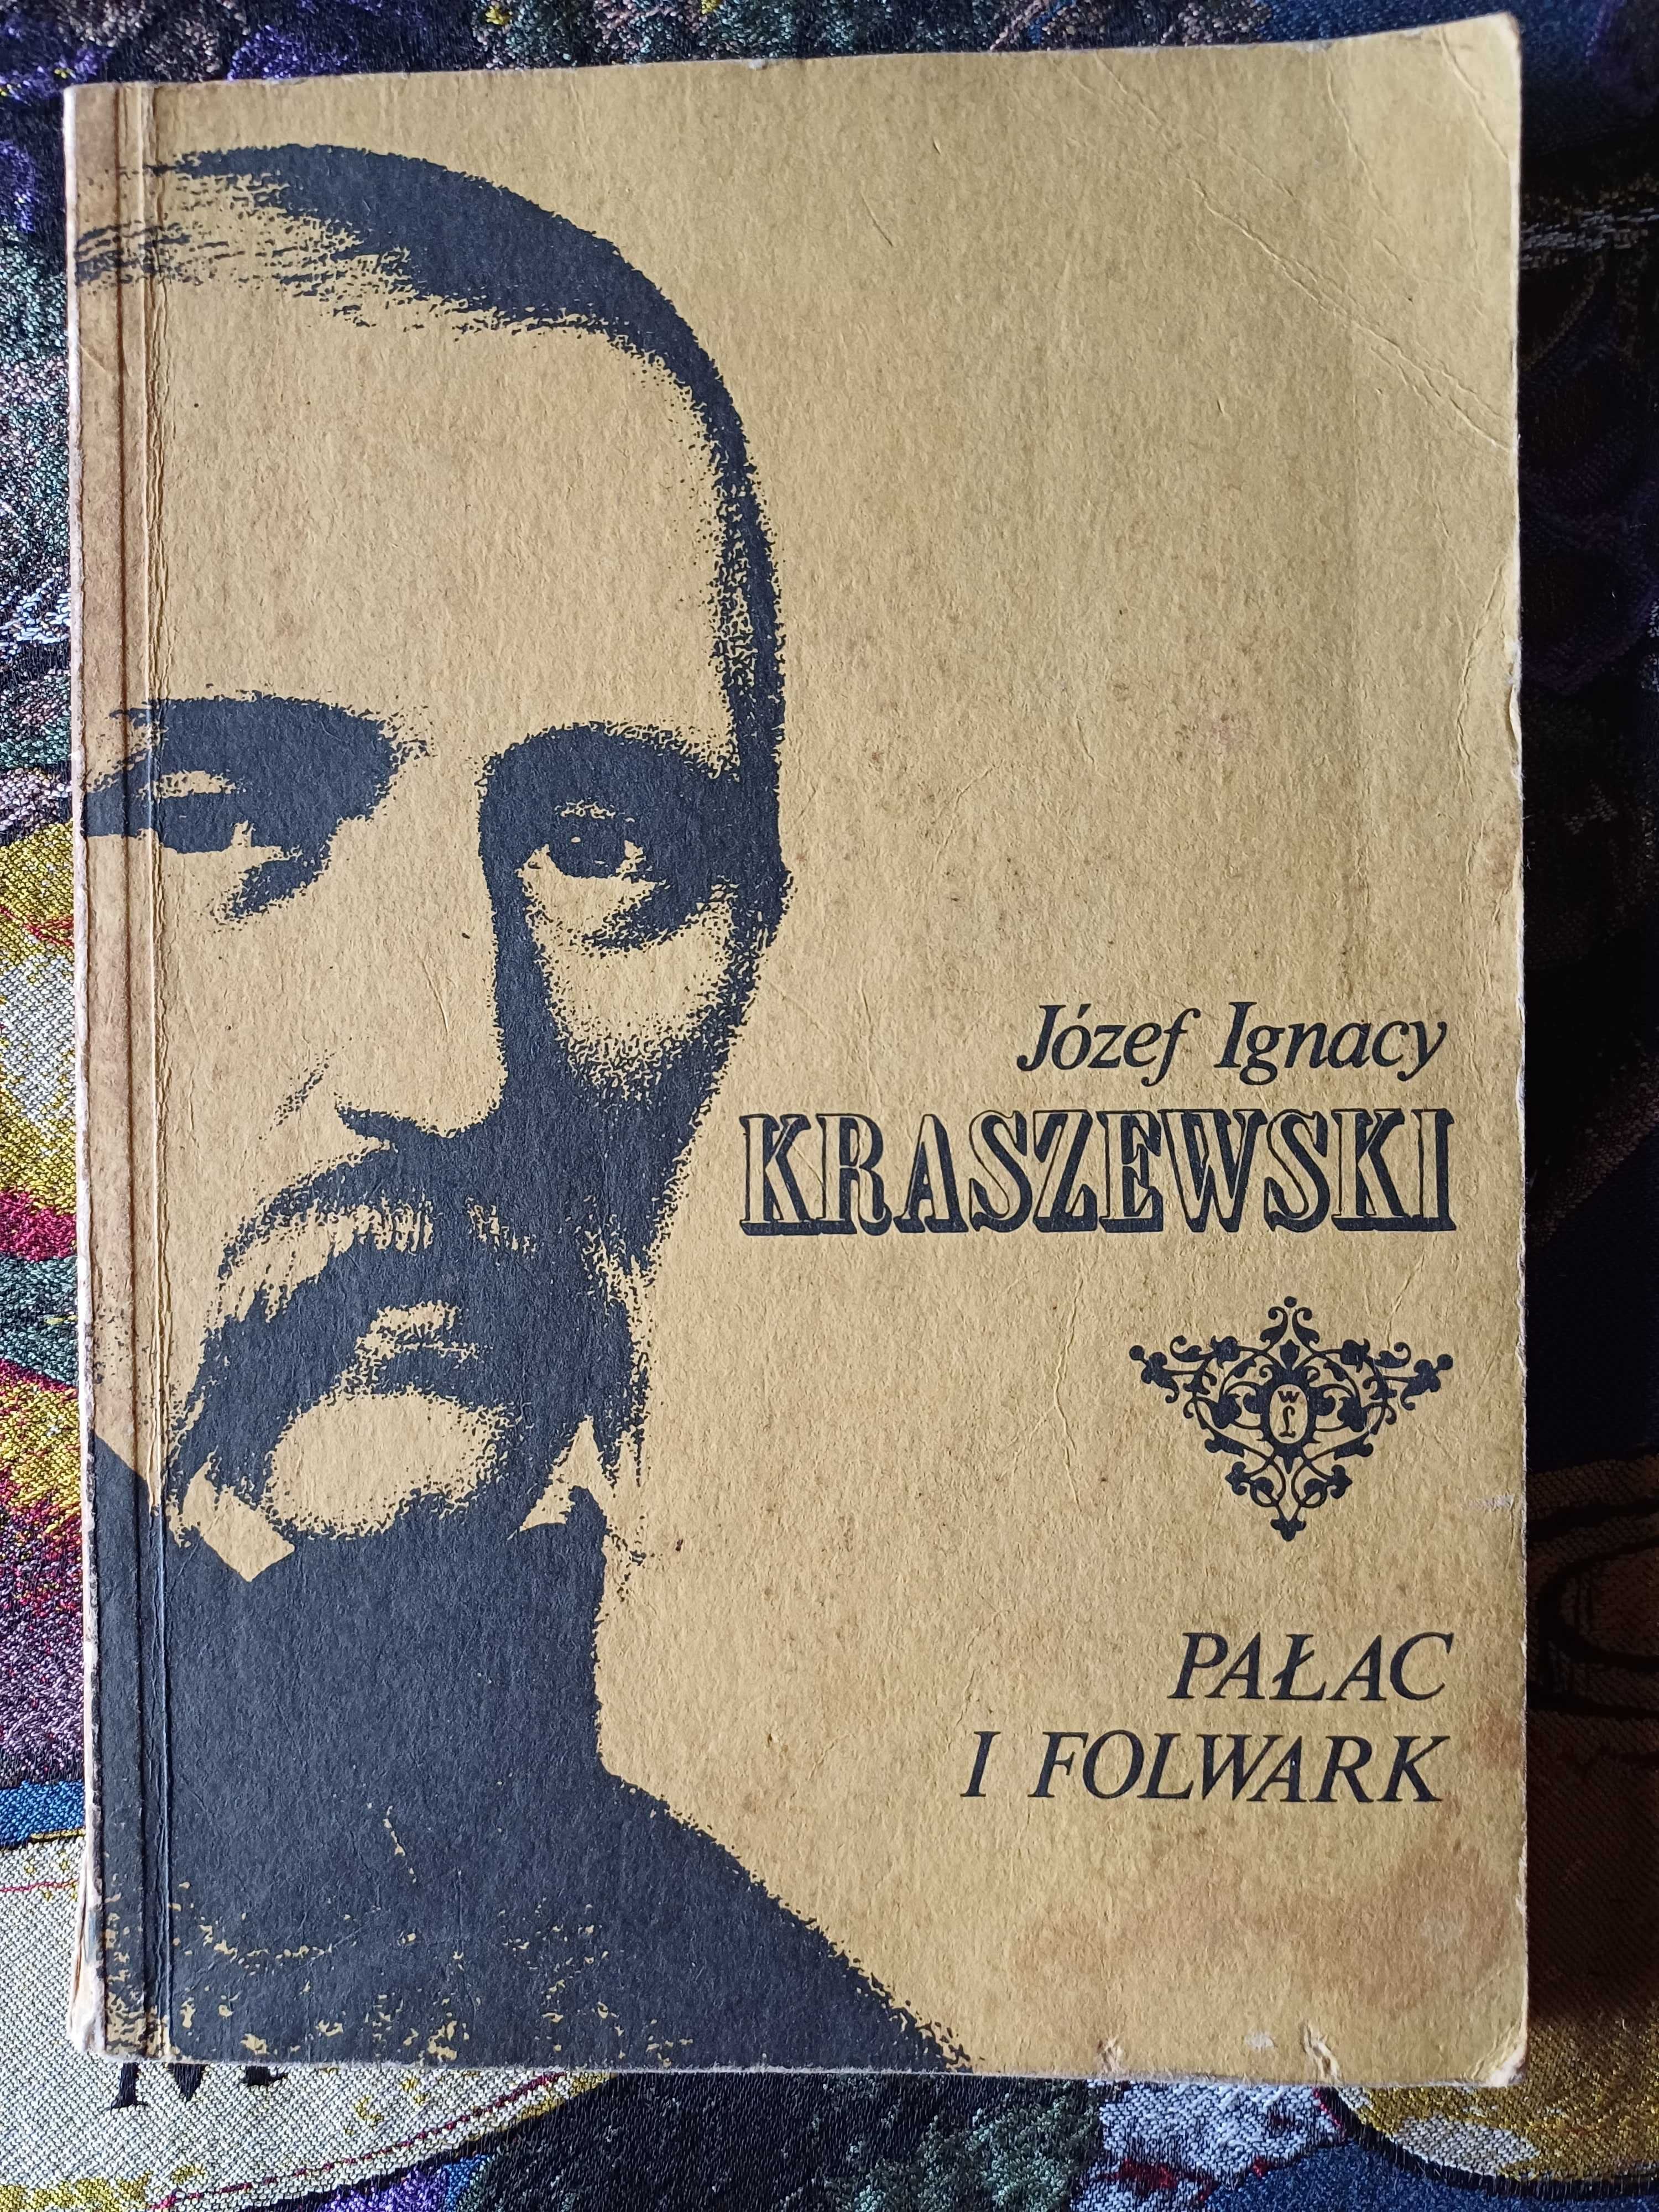 Józef Ignacy
KRASZEWSKI
W
Ł
PAŁAC
I FOLWARK